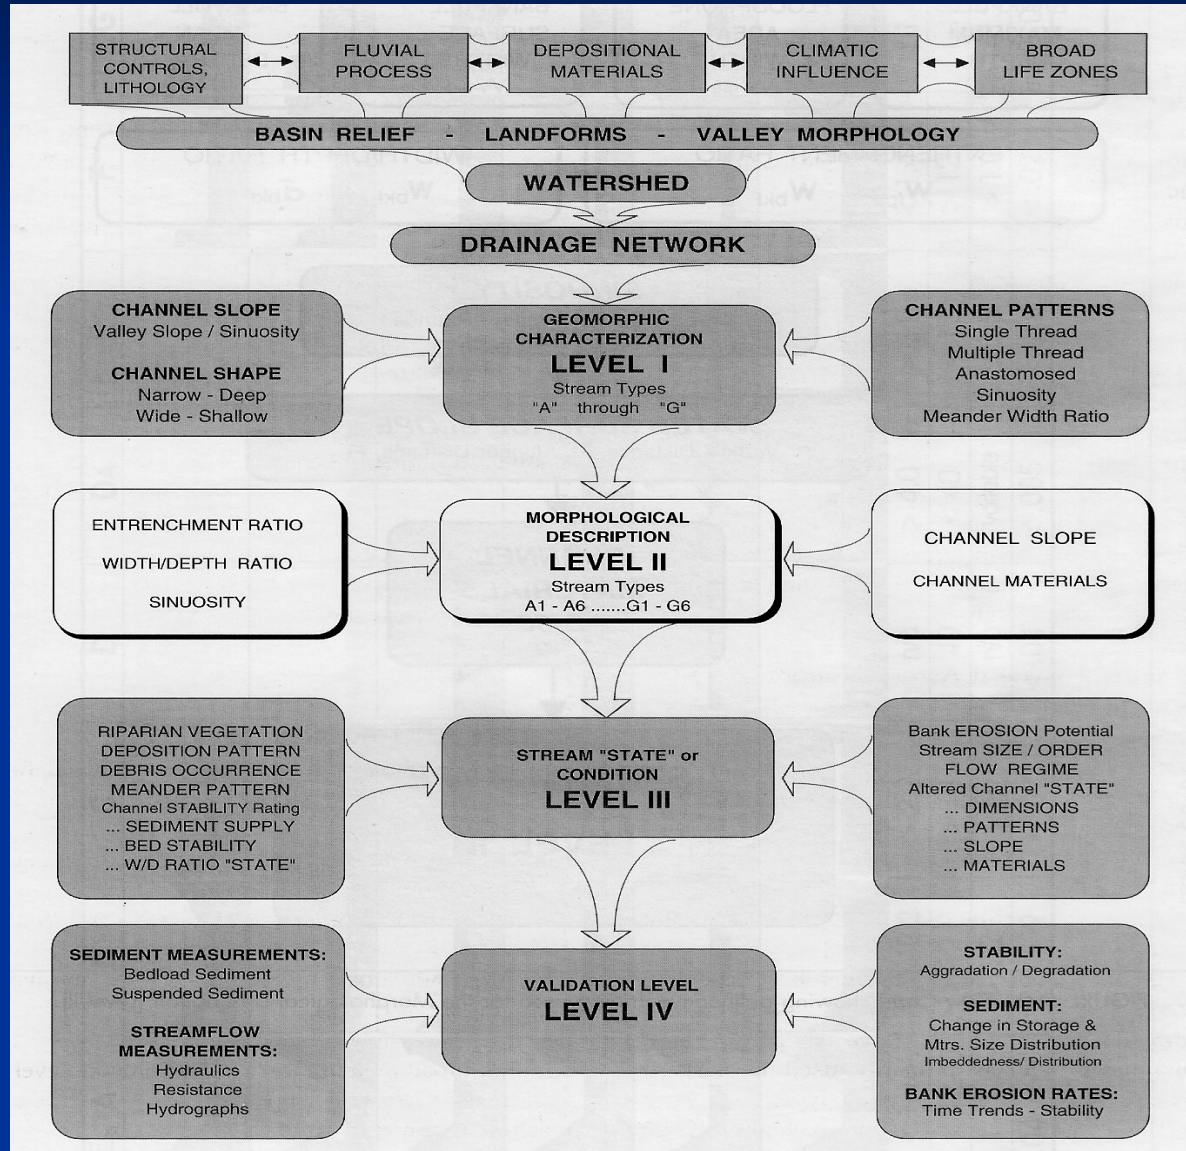 STRUCTURAL
CONTROLS,
LITHOLOGY
FLUVIAL
PROCESS
DEPOSITIONAL
MATERIALS
CLIMATIC
INFLUENCE
BROAD
LIFE ZONES
BASIN RELIEF - LANDFORMS - VALLEY MORPHOLOGY
WATERSHED
DRAINAGE NETWORK
CHANNEL SLOPE
Valley Slope / Sinuosity
CHANNEL SHAPE
Narrow - Deep
Wide - Shallow
GEOMORPHIC
CHARACTERIZATION
LEVEL I
Stream Types
"A" through "G"
CHANNEL PATTERNS
Single Thread
Multiple Thread
Anastomosed
Sinuosity
Meander Width Ratio
ENTRENCHMENT RATIO
WIDTH/DEPTH RATIO
SINUOSITY
MORPHOLOGICAL
DESCRIPTION
LEVEL II
Stream Types
A1 - A6 .......G1 - G6
CHANNEL SLOPE
CHANNEL MATERIALS
RIPARIAN VEGETATION
DEPOSITION PATTERN
DEBRIS OCCURRENCE
MEANDER PATTERN
Channel STABILITY Rating
... SEDIMENT SUPPLY
... BED STABILITY
... W/D RATIO "STATE"
STREAM "STATE" or
CONDITION
LEVEL III
Bank EROSION Potential
Stream SIZE / ORDER
FLOW REGIME
Altered Channel "STATE"
... DIMENSIONS
... PATTERNS
... SLOPE
... MATERIALS
SEDIMENT MEASUREMENTS:
Bedload Sediment
Suspended Sediment
STREAMFLOW
MEASUREMENTS:
Hydraulics
Resistance
Hydrographs
VALIDATION LEVEL
LEVEL IV
STABILITY:
Aggradation / Degradation
SEDIMENT:
Change in Storage &
Mtrs. Size Distribution
Imbeddedness/ Distribution
BANK EROSION RATES:
Time Trends - Stability